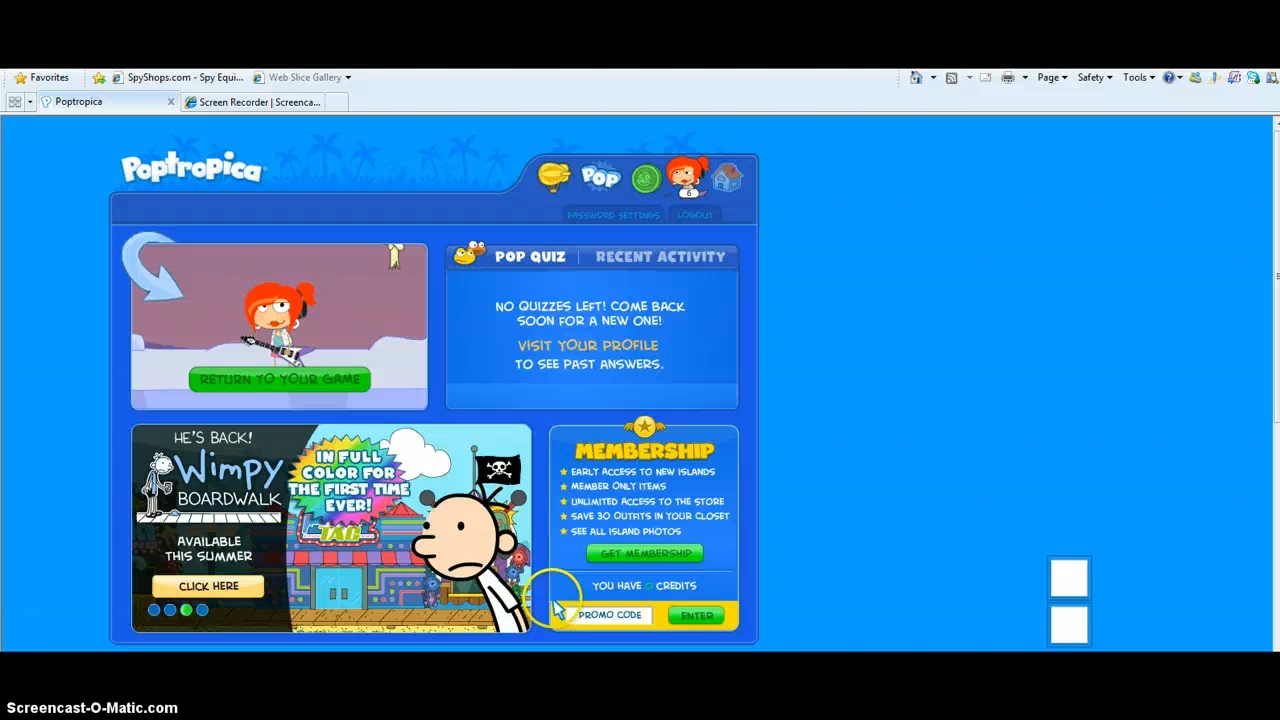 Favorites
SpyShops.com - Spy Equi...
Web Slice Gallery
Page
Safety
Tools
Poptropica
Screen Recorder | Screenca...
Poptropica
POP
6
PASSWORD SETTINGS
LOGOUT
RETURN TO YOUR GAME
POP QUIZ
RECENT ACTIVITY
NO QUIZZES LEFT! COME BACK
SOON FOR A NEW ONE!
VISIT YOUR PROFILE
TO SEE PAST ANSWERS.
HE'S BACK!
Wimpy
BOARDWALK
AVAILABLE
THIS SUMMER
CLICK HERE
IN FULL
COLOR FOR
THE FIRST TIME
EVER!
TAG
MEMBERSHIP
EARLY ACCESS TO NEW ISLANDS
MEMBER ONLY ITEMS
UNLIMITED ACCESS TO THE STORE
SAVE 30 OUTFITS IN YOUR CLOSET
SEE ALL ISLAND PHOTOS
GET MEMBERSHIP
YOU HAVE 0 CREDITS
PROMO CODE
ENTER
Screencast-O-Matic.com